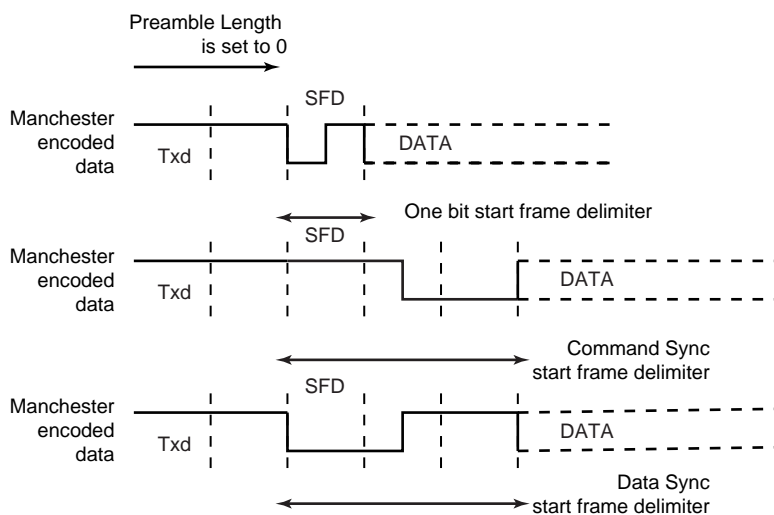 Preamble Length
is set to 0
SFD
Manchester
encoded
data
Txd
DATA
One bit start frame delimiter
SFD
Manchester
encoded
data
Txd
DATA
Command Sync
start frame delimiter
SFD
Manchester
encoded
data
Txd
DATA
Data Sync
start frame delimiter